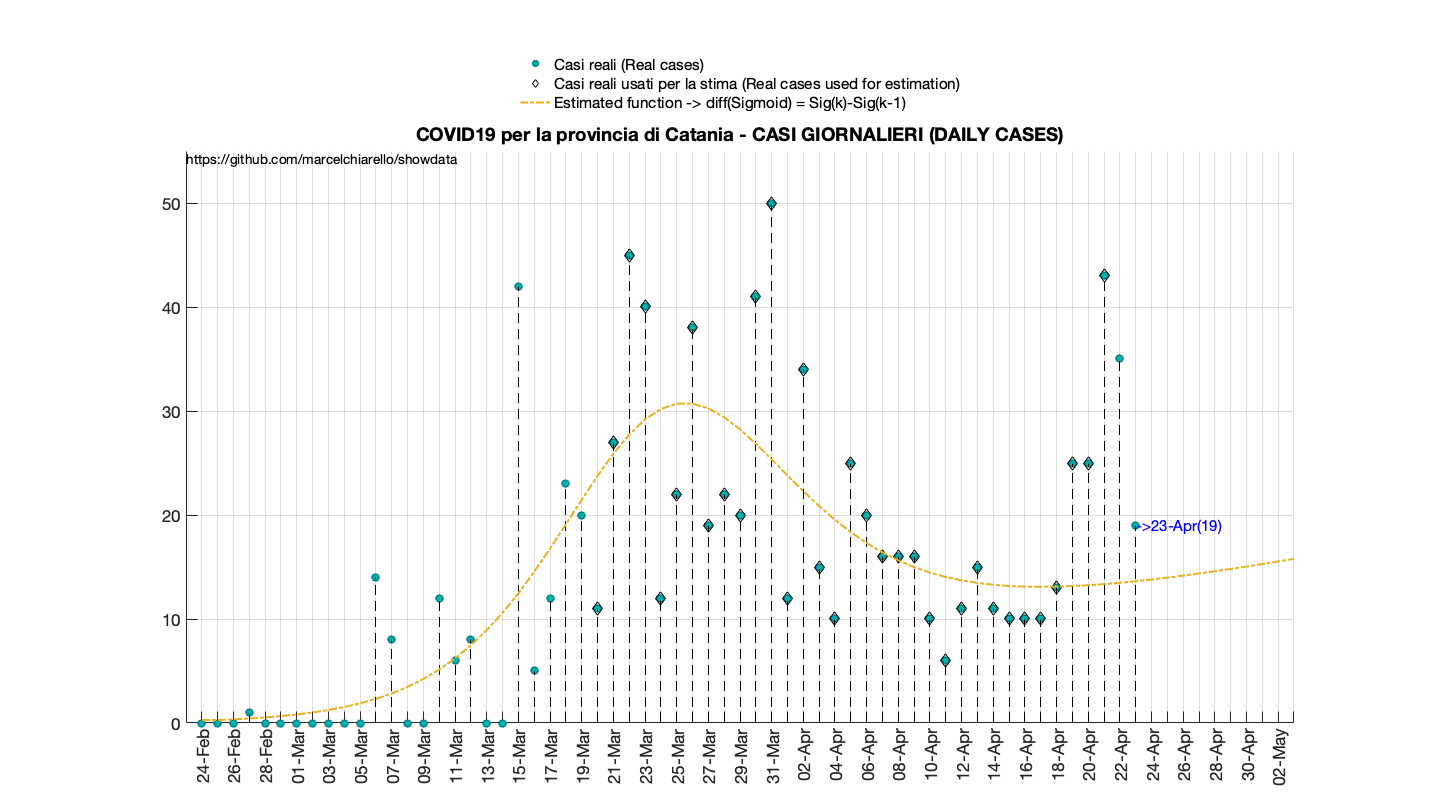 Casi reali (Real cases)
Casi reali usati per la stima (Real cases used for estimation)
Estimated function -> diff(Sigmoid) = Sig(k)-Sig(k-1)
COVID19 per la provincia di Catania - CASI GIORNALIERI (DAILY CASES)
https://github.com/marcelchiarello/showdata
50
40
30
20
10
0
->23-Apr(19)
24-Feb
26-Feb
28-Feb
01-Mar
03-Mar
05-Mar
07-Mar
09-Mar
11-Mar
13-Mar
15-Mar
17-Mar
19-Mar
21-Mar
23-Mar
25-Mar
27-Mar
29-Mar
31-Mar
02-Apr
04-Apr
06-Apr
08-Apr
10-Apr
12-Apr
14-Apr
16-Apr
18-Apr
20-Apr
22-Apr
24-Apr
26-Apr
28-Apr
30-Apr
02-May